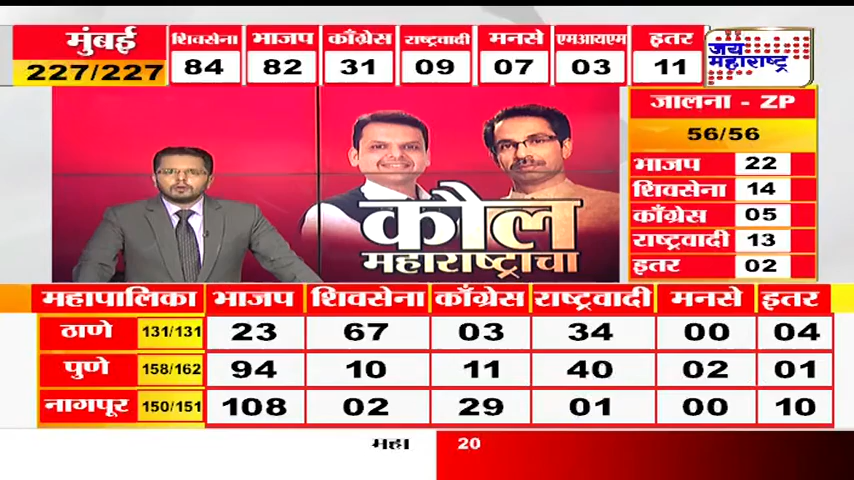 मुंबई शिवसेना भाजप काँग्रेस राष्ट्रवादी मनसे एमआयएम इतर
227/227 84 82 31 09 07 03 11
जय महाराष्ट्र
जालना - ZP
56/56
भाजप 22
शिवसेना 14
काँग्रेस 05
राष्ट्रवादी 13
इतर 02
कौल
महाराष्ट्राचा
महापालिका भाजप शिवसेना काँग्रेस राष्ट्रवादी मनसे इतर
ठाणे 131/131 23 67 03 34 00 04
पुणे 158/162 94 10 11 40 02 01
नागपूर 150/151 108 02 29 01 00 10
महा 20